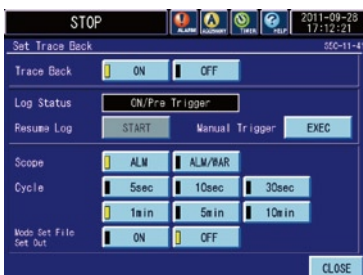 STOP ALARM TIMER HELP 2011-09-28
17:12:21
Set Trace Back SSC-11-4
Trace Back ON OFF
Log Status ON/Pre Trigger
Resume Log START Manual Trigger EXEC
Scope ALM ALM/WAR
Cycle 5sec 10sec 30sec
1min 5min 10min
Mode Set File
Set Out ON OFF
CLOSE